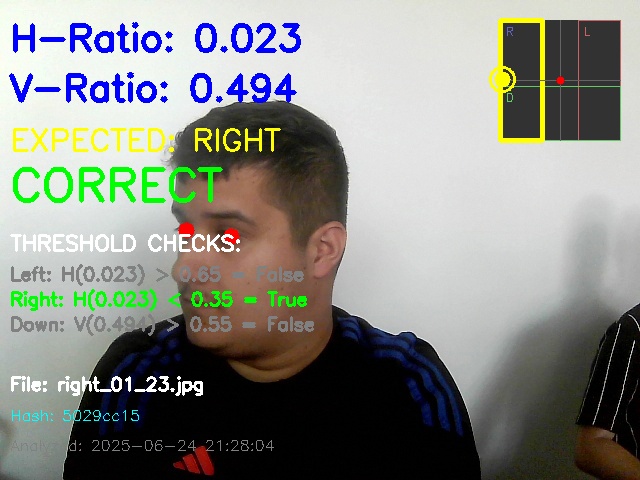 H-Ratio: 0.023
V-Ratio: 0.494
EXPECTED: RIGHT
CORRECT
THRESHOLD CHECKS:
Left: H(0.023) > 0.65 = False
Right: H(0.023) < 0.35 = True
Down: V(0.494) > 0.55 = False
File: right_01_23.jpg
Hash: 5029cc15
Analyzed: 2025-06-24 21:28:04
R
L
D